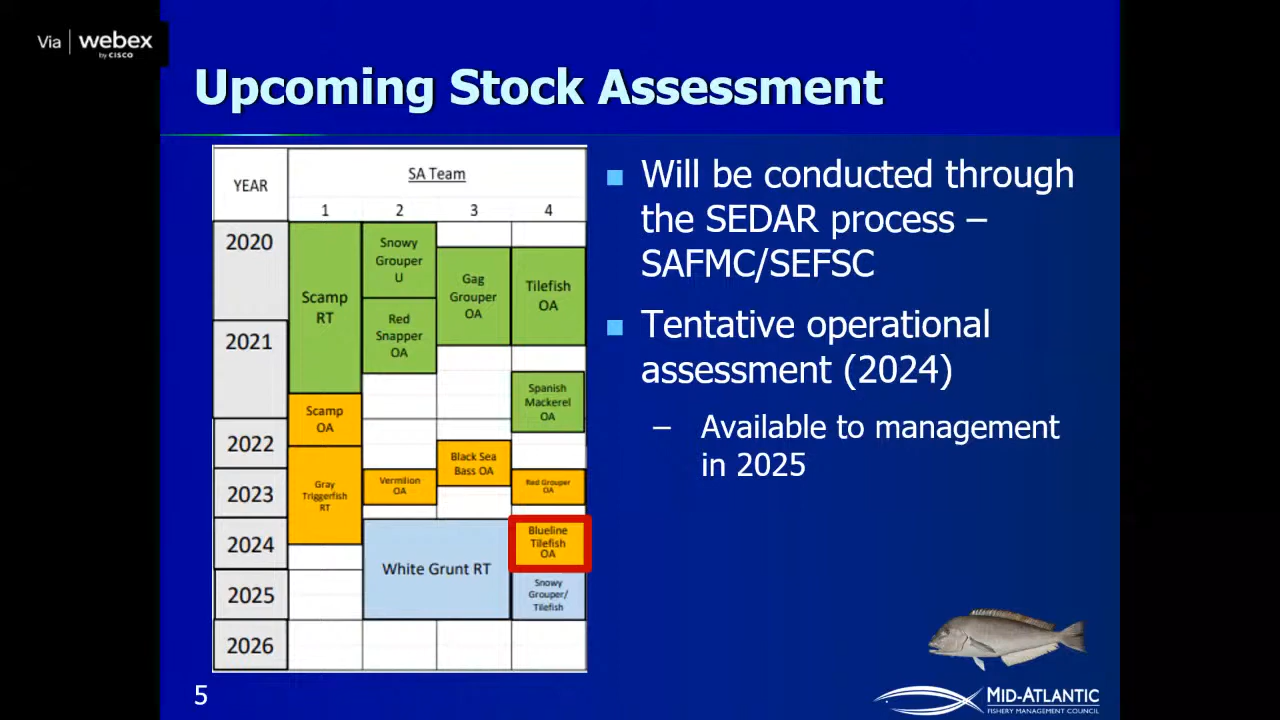 Via | webex
by CISCO
Upcoming Stock Assessment
YEAR
SA Team
1 2 3 4
2020
2021
2022
2023
2024
2025
2026
Scamp
RT
Scamp
OA
Gray
Triggerfish
RT
Snowy
Grouper
U
Red
Snapper
OA
Vermilion
OA
White Grunt RT
Gag
Grouper
OA
Black Sea
Bass OA
Tilefish
OA
Spanish
Mackerel
OA
Red Grouper
OA
Blueline
Tilefish
OA
Snowy
Grouper/
Tilefish
Will be conducted through
the SEDAR process –
SAFMC/SEFSC
Tentative operational
assessment (2024)
– Available to management
in 2025
5
MID-ATLANTIC
FISHERY MANAGEMENT COUNCIL